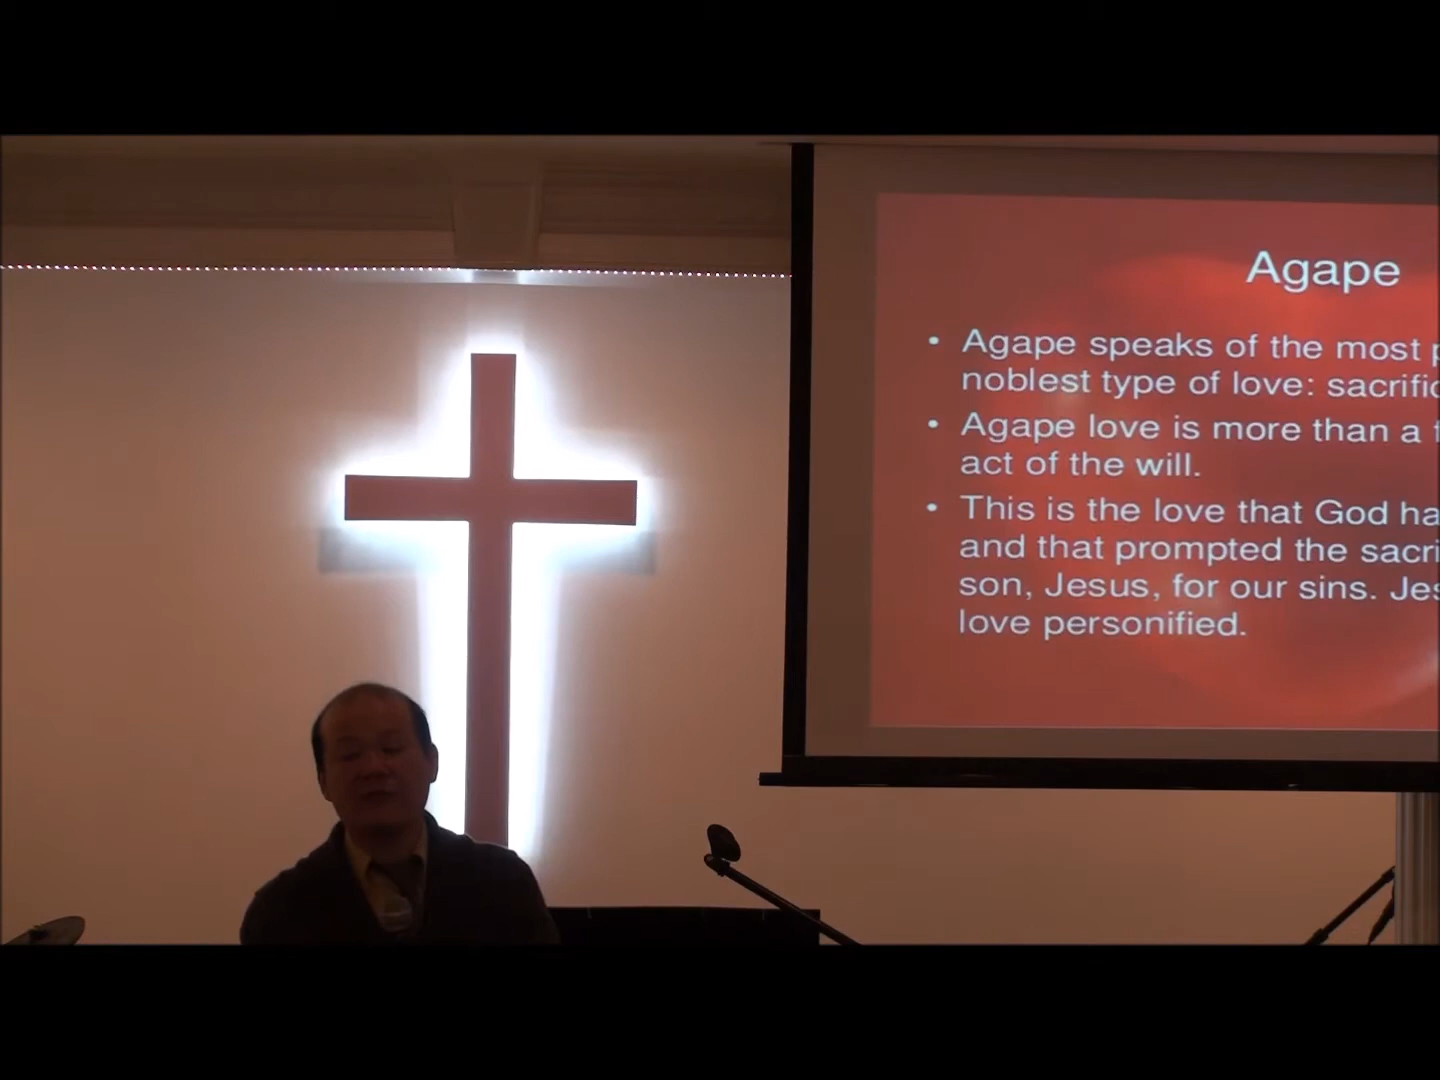 Agape
• Agape speaks of the most
noblest type of love:
• Agape love is more than a
act of the will.
• This is the love that God
and that prompted the
son, Jesus, for our sins.
love personified.